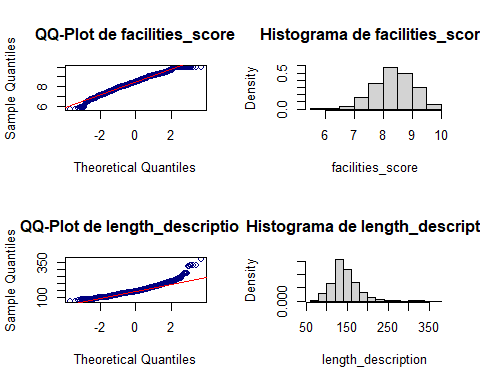 QQ-Plot de facilities_score
Sample Quantiles
6 8
-2 0 2
Theoretical Quantiles
Histograma de facilities_scor
Density
0.0 0.5
6 7 8 9 10
facilities_score
QQ-Plot de length_descriptio
Sample Quantiles
100 350
-2 0 2
Theoretical Quantiles
Histograma de length_descript
Density
0.000
50 150 250 350
length_description